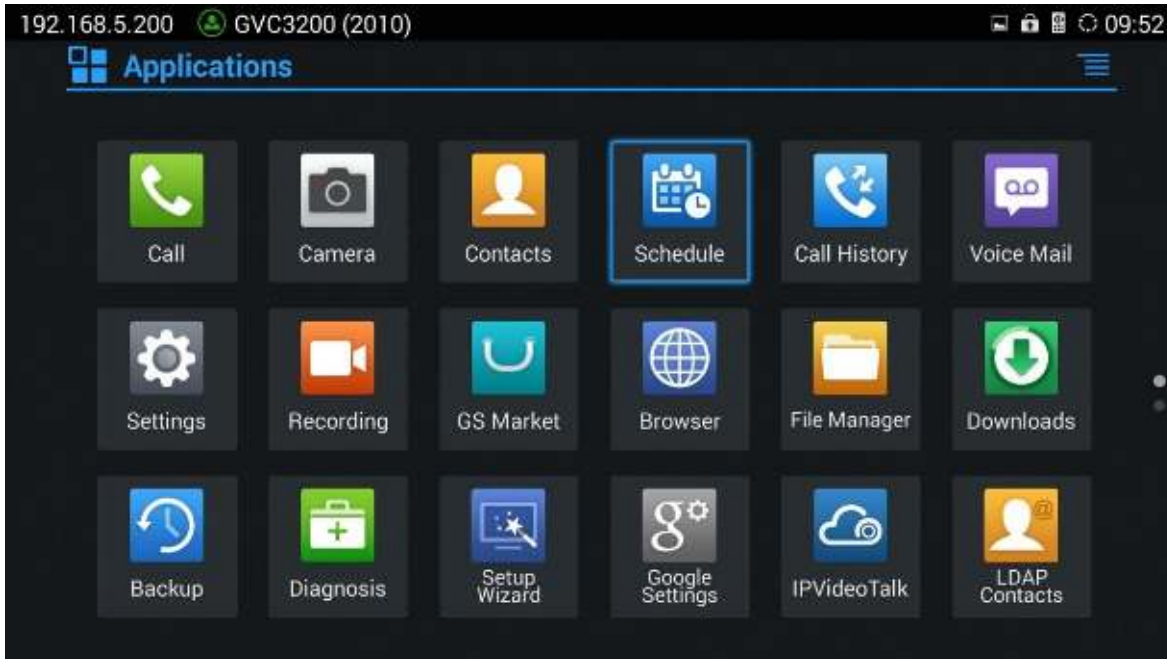 192.168.5.200 GVC3200 (2010) 09:52
Applications
Call Camera Contacts Schedule Call History Voice Mail
Settings Recording GS Market Browser File Manager Downloads
Backup Diagnosis Setup Wizard Google Settings IPVideoTalk LDAP Contacts